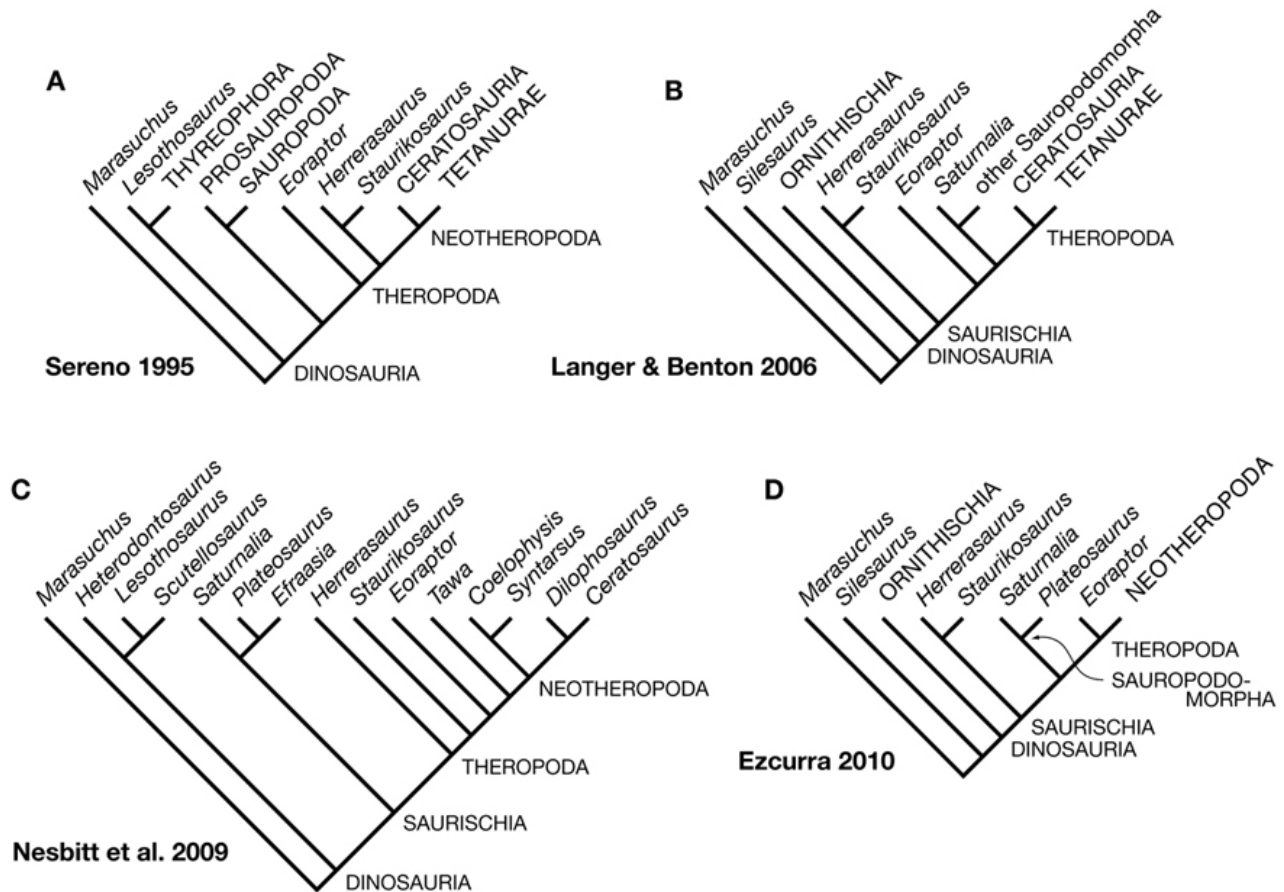 A
Marasuchus
Lesothosaurus
THYREOPHORA
PROSAUROPODA
SAUROPODA
Eoraptor
Herrerasaurus
Staurikosaurus
CERATOSAURIA
TETANURAE
NEOTHEROPODA
THEROPODA
DINOSAURIA
Sereno 1995
B
Marasuchus
Silesaurus
ORNITHISCHIA
Herrerasaurus
Staurikosaurus
Eoraptor
Saturnalia
other Sauropodomorpha
CERATOSAURIA
TETANURAE
THEROPODA
SAURISCHIA
DINOSAURIA
Langer & Benton 2006
C
Marasuchus
Heterodontosaurus
Lesothosaurus
Scutellosaurus
Saturnalia
Plateosaurus
Efraasia
Herrerasaurus
Staurikosaurus
Eoraptor
Tawa
Coelophysis
Syntarsus
Dilophosaurus
Ceratosaurus
NEOTHEROPODA
THEROPODA
SAURISCHIA
DINOSAURIA
Nesbitt et al. 2009
D
Marasuchus
Silesaurus
ORNITHISCHIA
Herrerasaurus
Staurikosaurus
Saturnalia
Plateosaurus
Eoraptor
NEOTHEROPODA
THEROPODA
SAUROPODO-
MORPHA
SAURISCHIA
DINOSAURIA
Ezcurra 2010